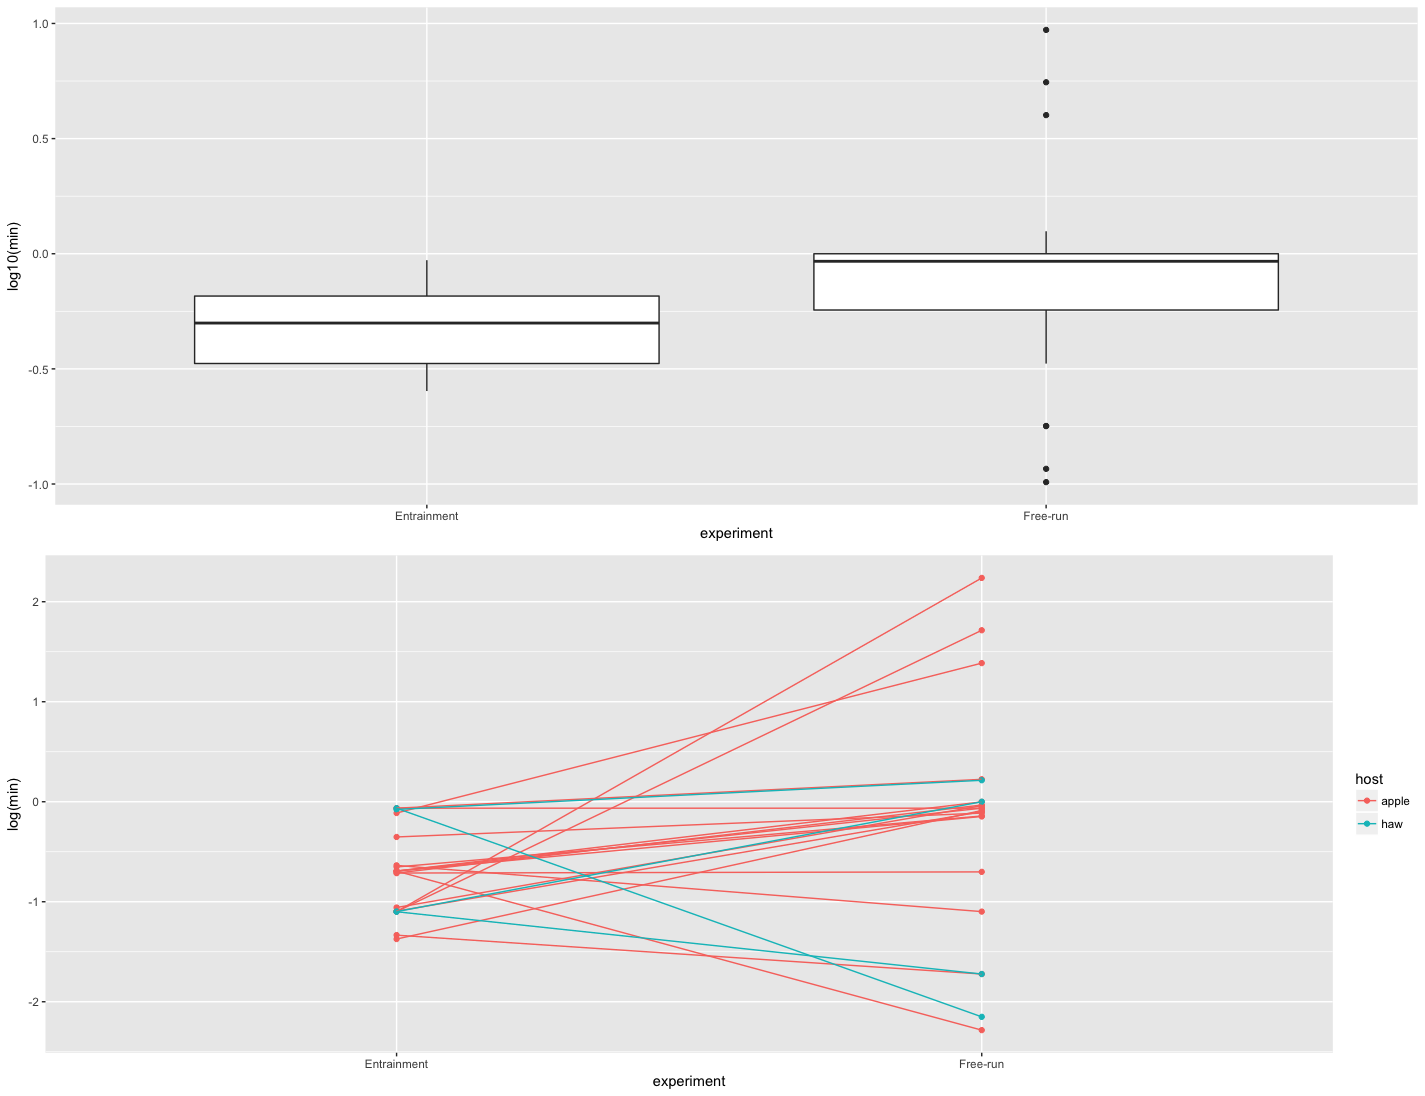 log10(min)
1.0
0.5
0.0
-0.5
-1.0
Entrainment
Free-run
experiment
log(min)
2
1
0
-1
-2
Entrainment
Free-run
experiment
host
apple
haw